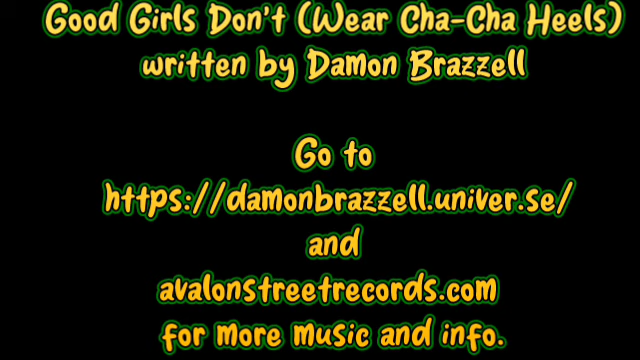 Good Girls Don't (Wear Cha-Cha Heels)
written by Damon Brazzell
Go to
https://damonbrazzell.univer.se/
and
avalonstreetrecords.com
for more music and info.